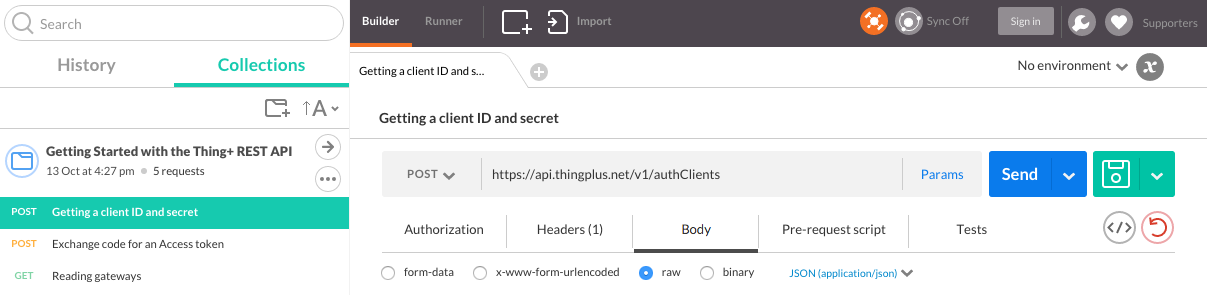 Search
Builder Runner Import Sync Off Sign in Supporters
History Collections
Getting a client ID and s... No environment
↑A
Getting a client ID and secret
Getting Started with the Thing+ REST API
13 Oct at 4:27 pm 5 requests
POST https://api.thingplus.net/v1/authClients Params Send
POST Getting a client ID and secret
Authorization Headers (1) Body Pre-request script Tests
POST Exchange code for an Access token
GET Reading gateways
form-data x-www-form-urlencoded raw binary JSON (application/json)